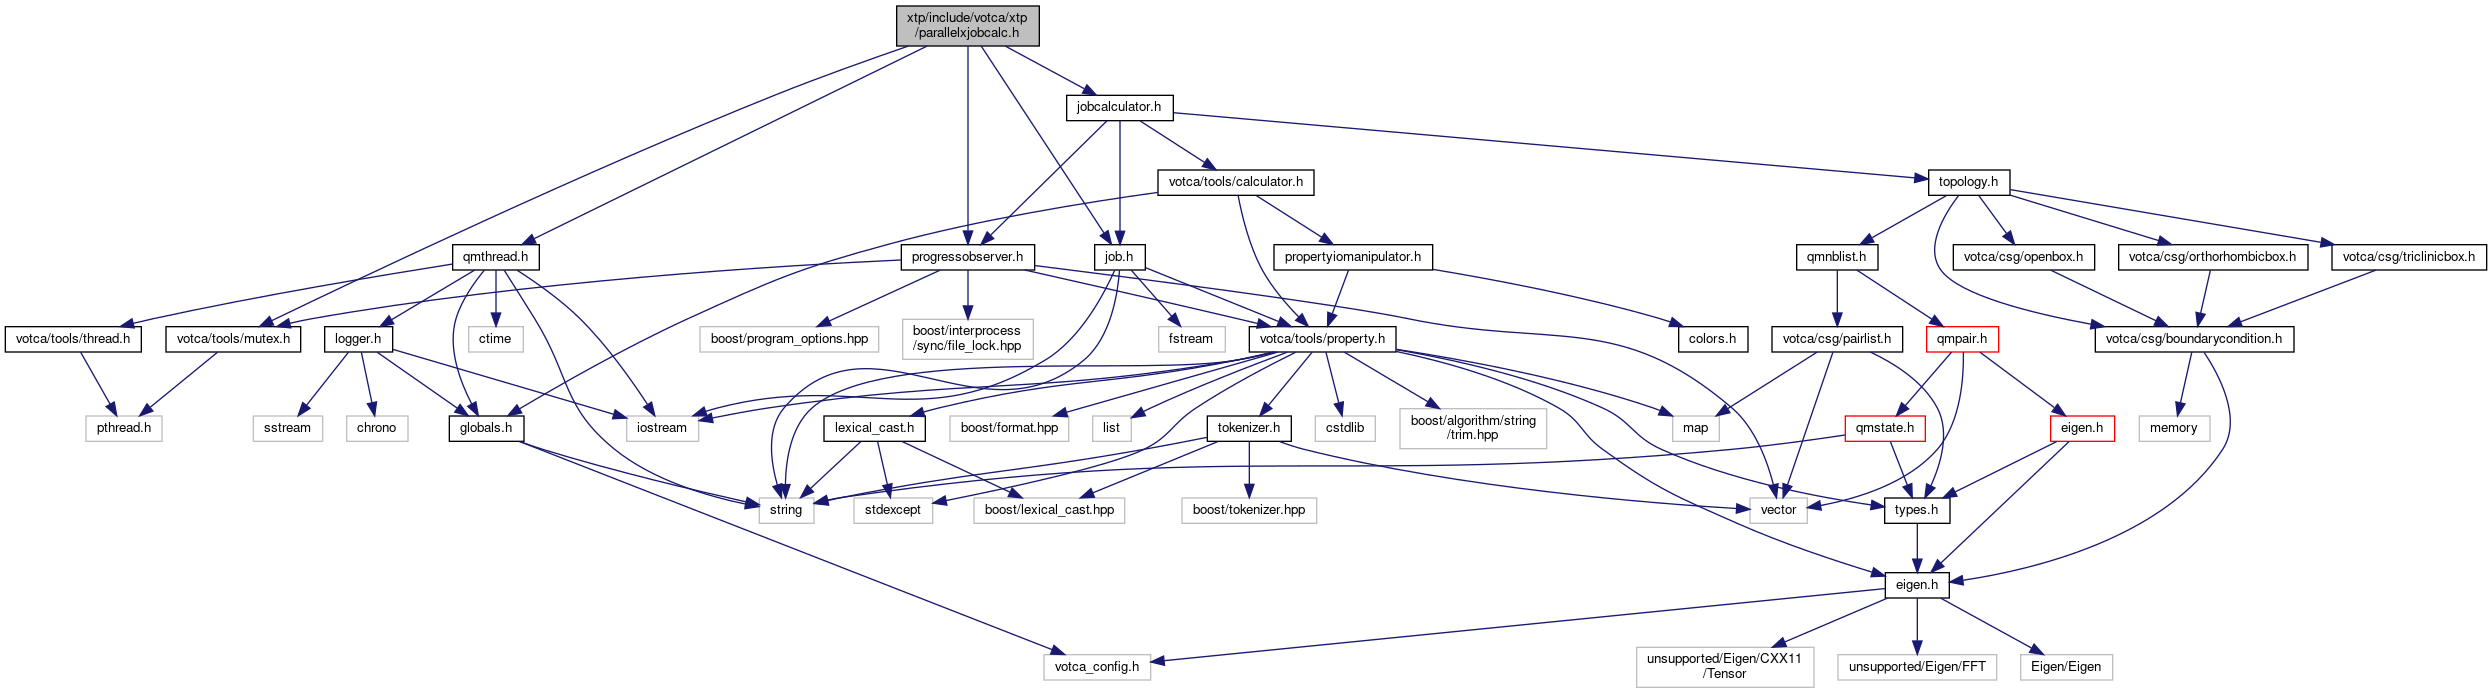 xtp/include/votca/xtp
/parallelxjobcalc.h
jobcalculator.h
votca/tools/calculator.h
topology.h
qmthread.h
progressobserver.h
job.h
propertyiomanipulator.h
qmnblist.h
votca/csg/openbox.h
votca/csg/orthorhombicbox.h
votca/csg/triclinicbox.h
votca/tools/thread.h
votca/tools/mutex.h
logger.h
ctime
boost/program_options.hpp
boost/interprocess
/sync/file_lock.hpp
fstream
votca/tools/property.h
colors.h
votca/csg/pairlist.h
qmpair.h
votca/csg/boundarycondition.h
pthread.h
sstream
chrono
globals.h
iostream
lexical_cast.h
boost/format.hpp
list
tokenizer.h
cstdlib
boost/algorithm/string
/trim.hpp
map
qmstate.h
eigen.h
memory
string
stdexcept
boost/lexical_cast.hpp
boost/tokenizer.hpp
vector
types.h
eigen.h
votca_config.h
unsupported/Eigen/CXX11
/Tensor
unsupported/Eigen/FFT
Eigen/Eigen